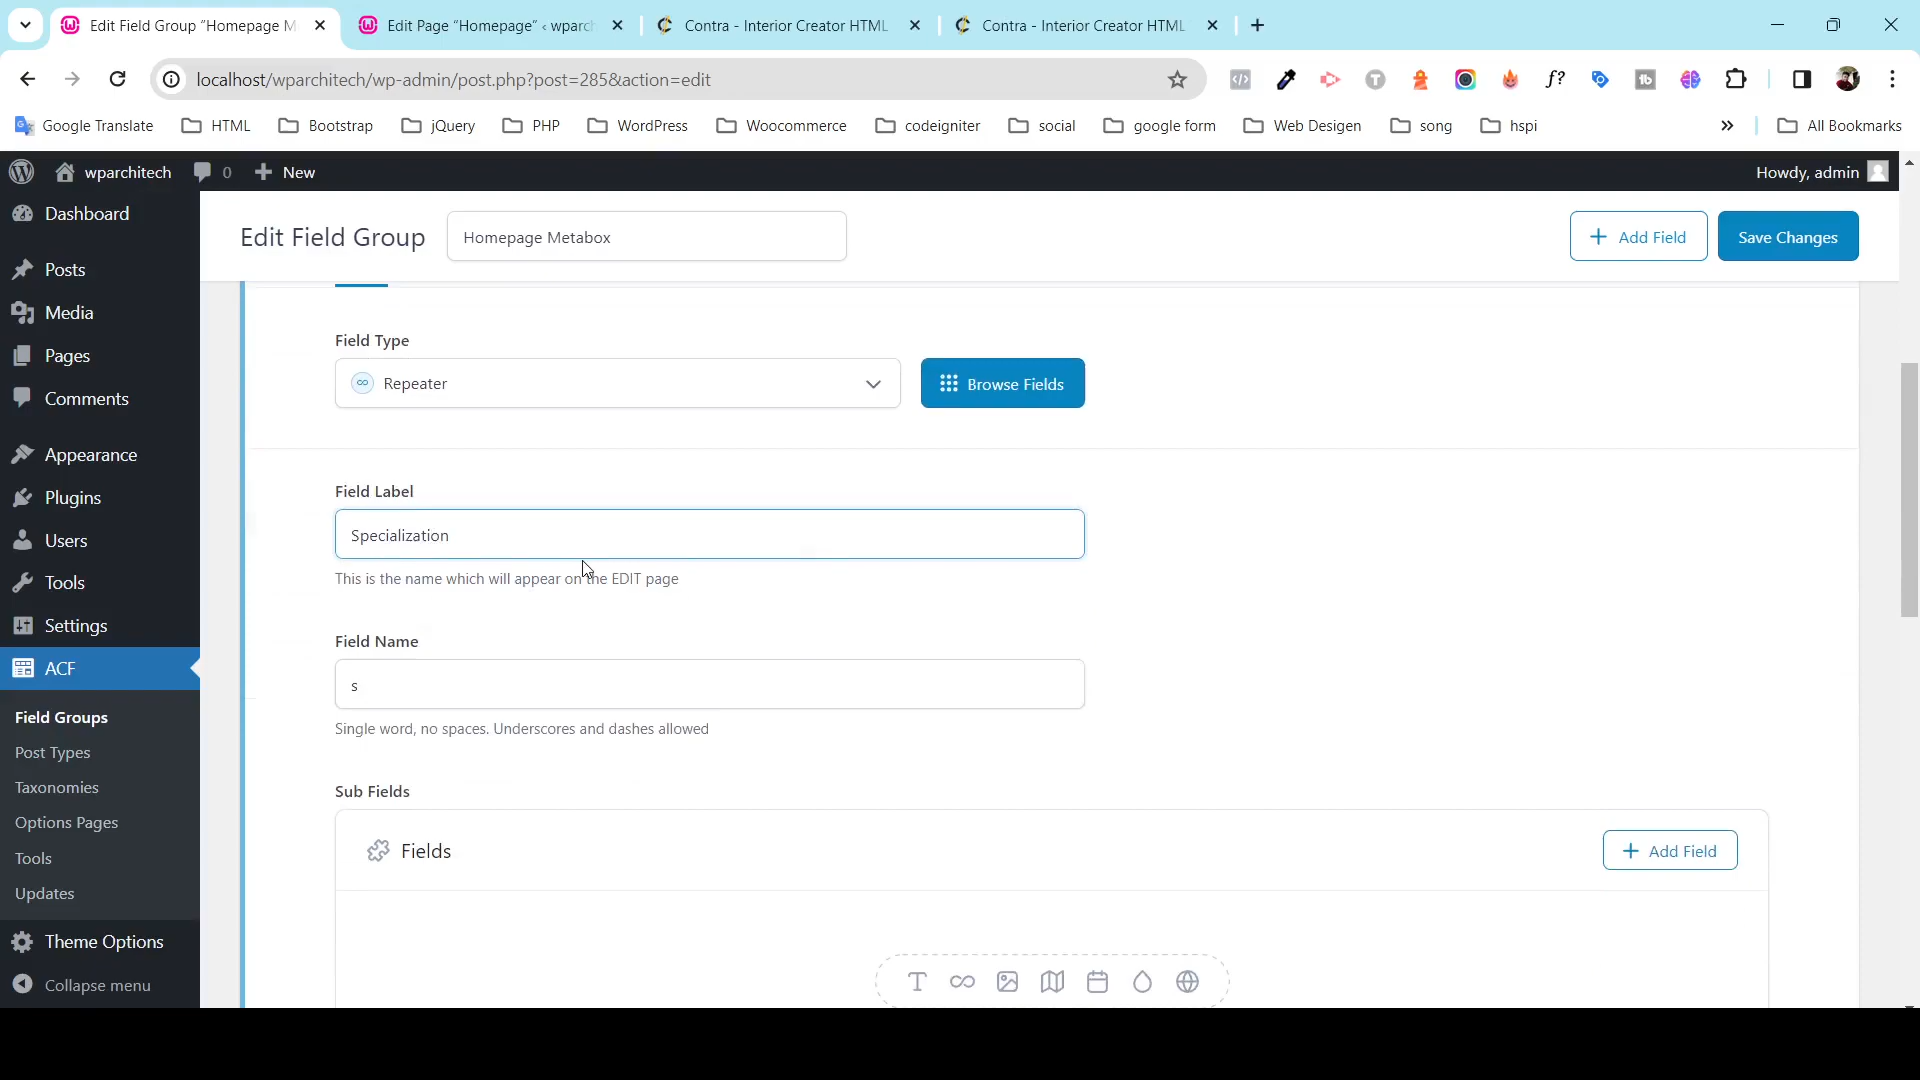 Edit Field Group “Homepage M
Edit Page “Homepage” ‹ wparc
Contra - Interior Creator HTML
Contra - Interior Creator HTML
localhost/wparchitech/wp-admin/post.php?post=285&action=edit
Google Translate
HTML
Bootstrap
jQuery
PHP
WordPress
Woocommerce
codeigniter
social
google form
Web Desigen
song
hspi
All Bookmarks
wparchitech
0
New
Howdy, admin
Dashboard
Posts
Media
Pages
Comments
Appearance
Plugins
Users
Tools
Settings
ACF
Field Groups
Post Types
Taxonomies
Options Pages
Tools
Updates
Theme Options
Collapse menu
Edit Field Group
Homepage Metabox
Add Field
Save Changes
Field Type
Repeater
Browse Fields
Field Label
Specialization
This is the name which will appear on the EDIT page
Field Name
s
Single word, no spaces. Underscores and dashes allowed
Sub Fields
Fields
Add Field